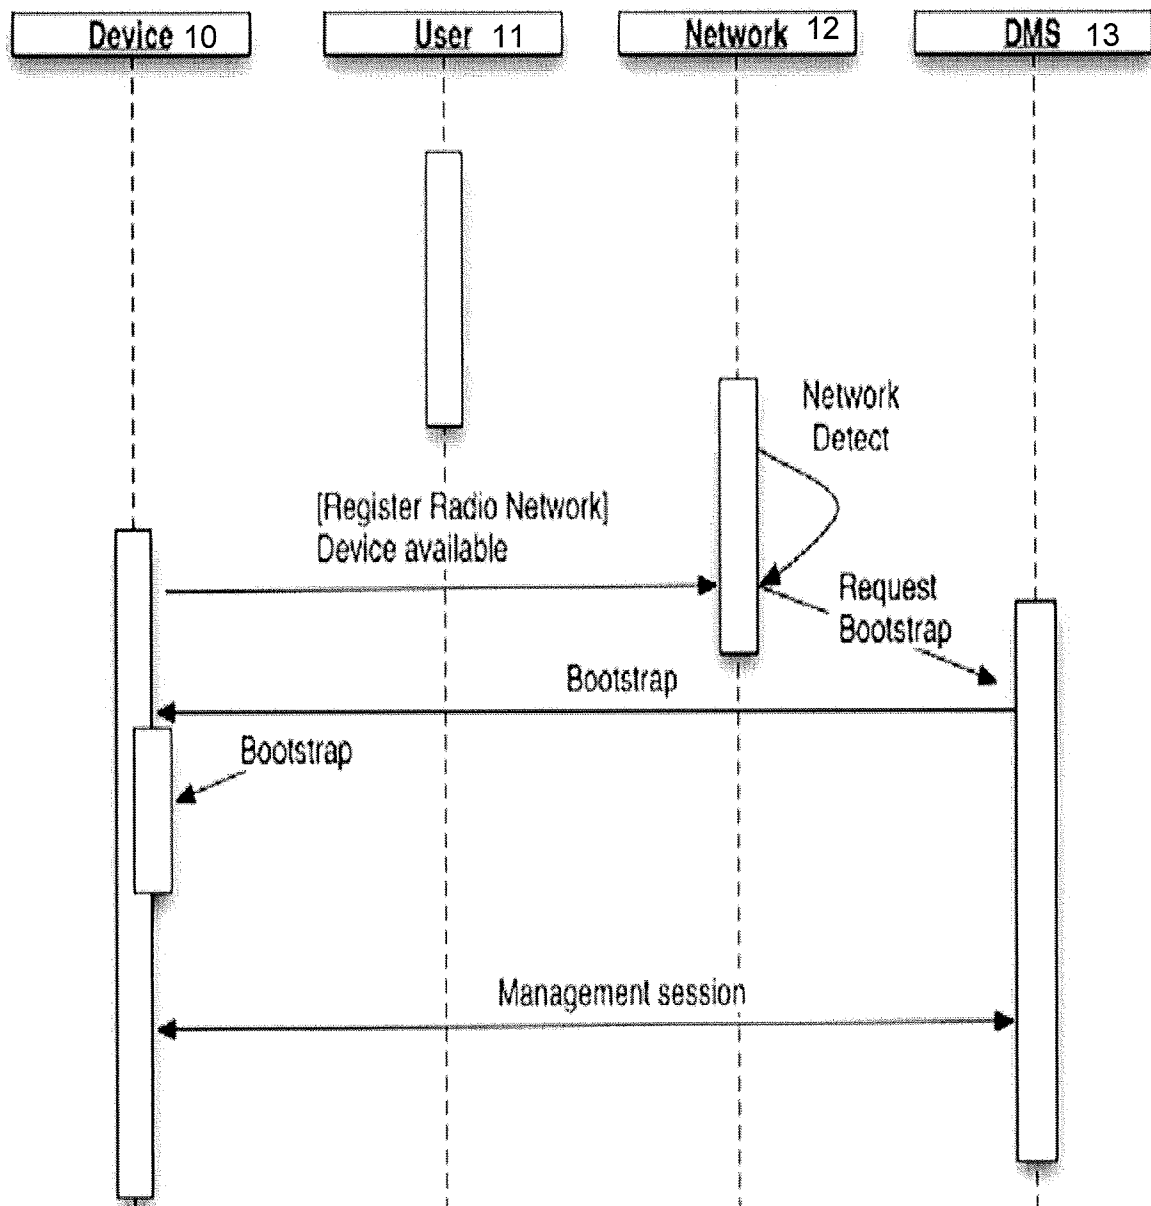 Device 10
User 11
Network 12
DMS 13
Network
Detect
[Register Radio Network]
Device available
Request
Bootstrap
Bootstrap
Bootstrap
Management session